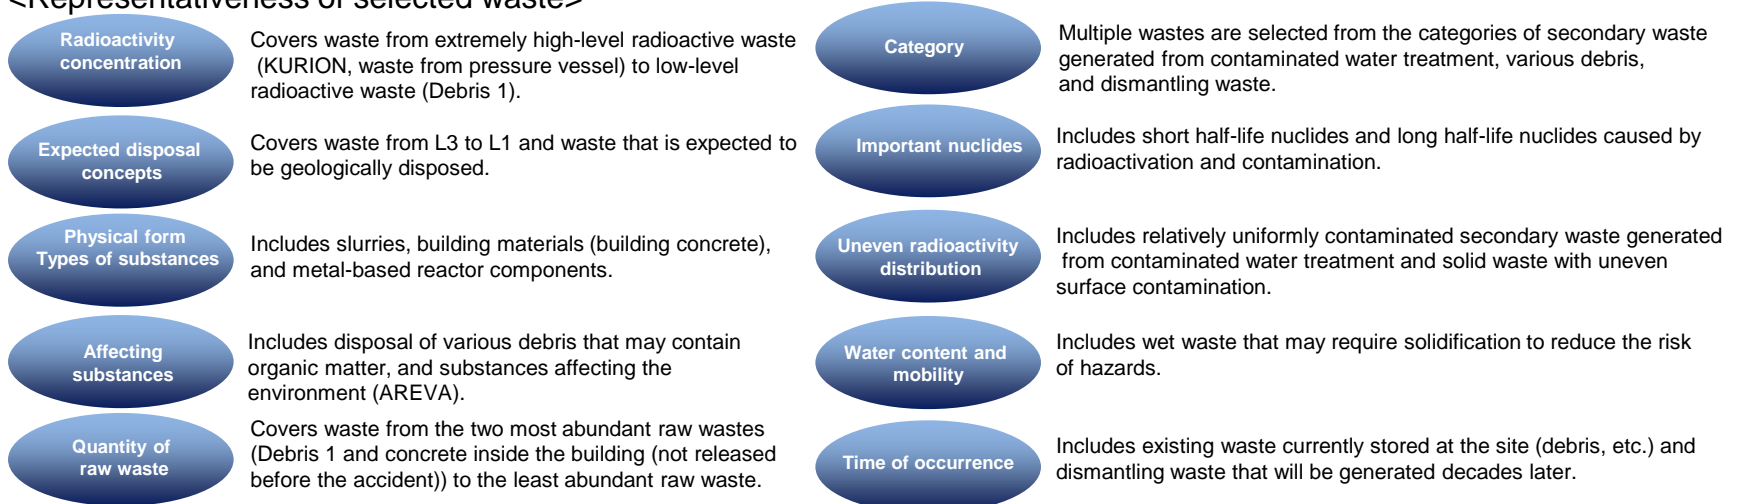 <Representativeness of selected waste>
Radioactivity
concentration
Covers waste from extremely high-level radioactive waste
(KURION, waste from pressure vessel) to low-level
radioactive waste (Debris 1).
Expected disposal
concepts
Covers waste from L3 to L1 and waste that is expected to
be geologically disposed.
Physical form
Types of substances
Includes slurries, building materials (building concrete),
and metal-based reactor components.
Affecting
substances
Includes disposal of various debris that may contain
organic matter, and substances affecting the
environment (AREVA).
Quantity of
raw waste
Covers waste from the two most abundant raw wastes
(Debris 1 and concrete inside the building (not released
before the accident)) to the least abundant raw waste.
Category
Multiple wastes are selected from the categories of secondary waste
generated from contaminated water treatment, various debris,
and dismantling waste.
Important nuclides
Includes short half-life nuclides and long half-life nuclides caused by
radioactivation and contamination.
Uneven radioactivity
distribution
Includes relatively uniformly contaminated secondary waste generated
from contaminated water treatment and solid waste with uneven
surface contamination.
Water content and
mobility
Includes wet waste that may require solidification to reduce the risk
of hazards.
Time of occurrence
Includes existing waste currently stored at the site (debris, etc.) and
dismantling waste that will be generated decades later.